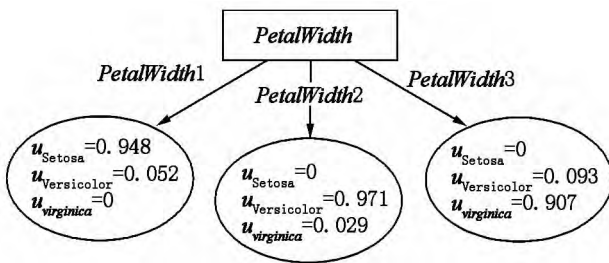 PetalWidth
PetalWidth1
PetalWidth2
PetalWidth3
uSetosa=0.948
uVersicolor=0.052
uvirginica=0
uSetosa=0
uVersicolor=0.971
uvirginica=0.029
uSetosa=0
uVersicolor=0.093
uvirginica=0.907